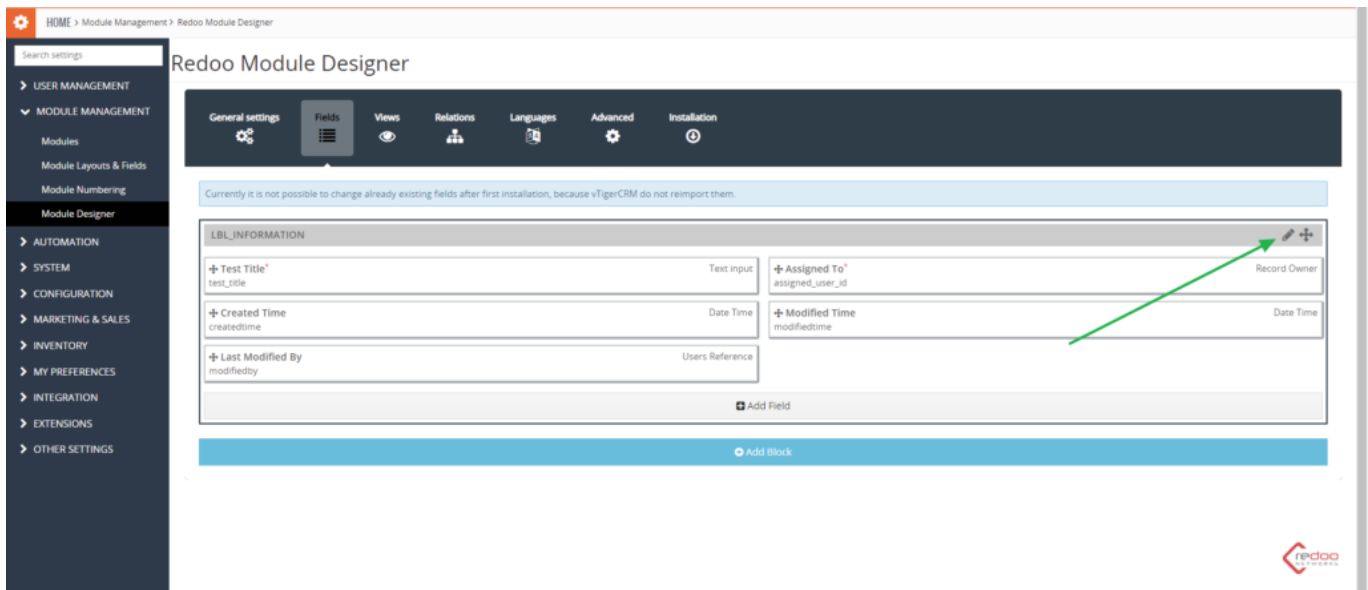 HOME > Module Management > Redoo Module Designer
Search settings
USER MANAGEMENT
MODULE MANAGEMENT
Modules
Module Layouts & Fields
Module Numbering
Module Designer
AUTOMATION
SYSTEM
CONFIGURATION
MARKETING & SALES
INVENTORY
MY PREFERENCES
INTEGRATION
EXTENSIONS
OTHER SETTINGS
Redoo Module Designer
General settings Fields Views Relations Languages Advanced Installation
Currently it is not possible to change already existing fields after first installation, because vTigerCRM do not reimport them.
LBL_INFORMATION
Test Title* Text input
test_title
Assigned To* Record Owner
assigned_user_id
Created Time Date Time
createdtime
Modified Time Date Time
modifiedtime
Last Modified By Users Reference
modifiedby
Add Field
Add Block
redoo
NETWORKS